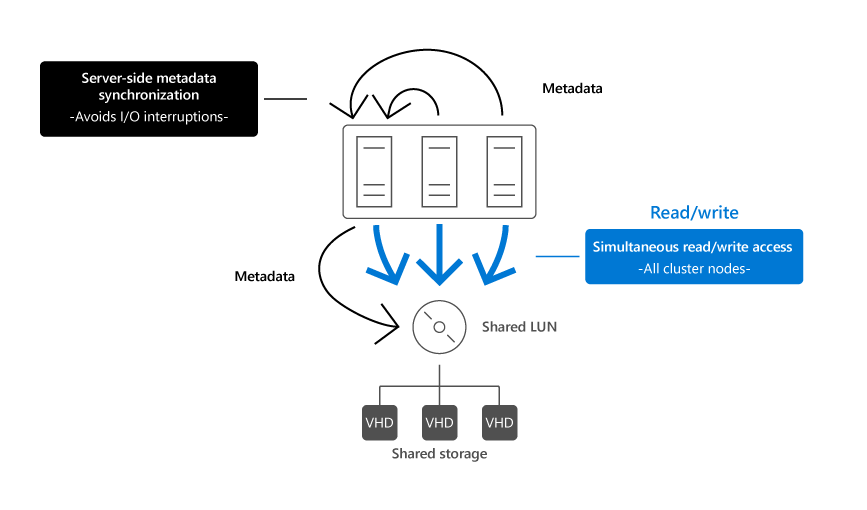 Server-side metadata
synchronization
-Avoids I/O interruptions-
Metadata
Read/write
Simultaneous read/write access
-All cluster nodes-
Metadata
Shared LUN
VHD VHD VHD
Shared storage